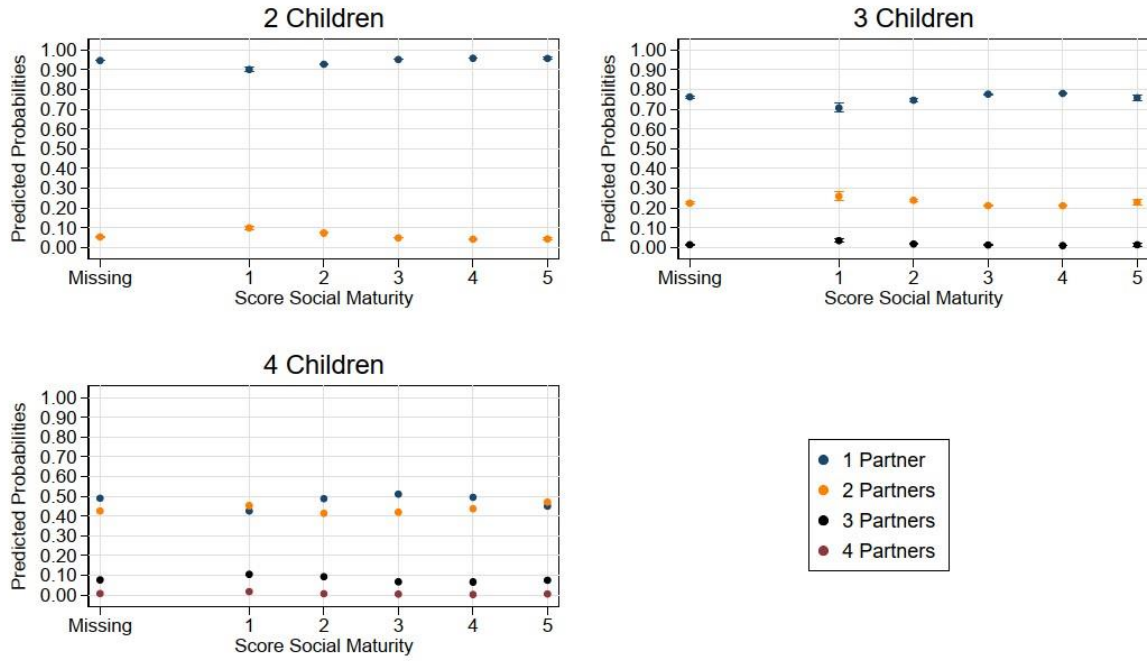 2 Children
Predicted Probabilities
1.00
0.90
0.80
0.70
0.60
0.50
0.40
0.30
0.20
0.10
0.00
Missing 1 2 3 4 5
Score Social Maturity
3 Children
Predicted Probabilities
1.00
0.90
0.80
0.70
0.60
0.50
0.40
0.30
0.20
0.10
0.00
Missing 1 2 3 4 5
Score Social Maturity
4 Children
Predicted Probabilities
1.00
0.90
0.80
0.70
0.60
0.50
0.40
0.30
0.20
0.10
0.00
Missing 1 2 3 4 5
Score Social Maturity
1 Partner
2 Partners
3 Partners
4 Partners